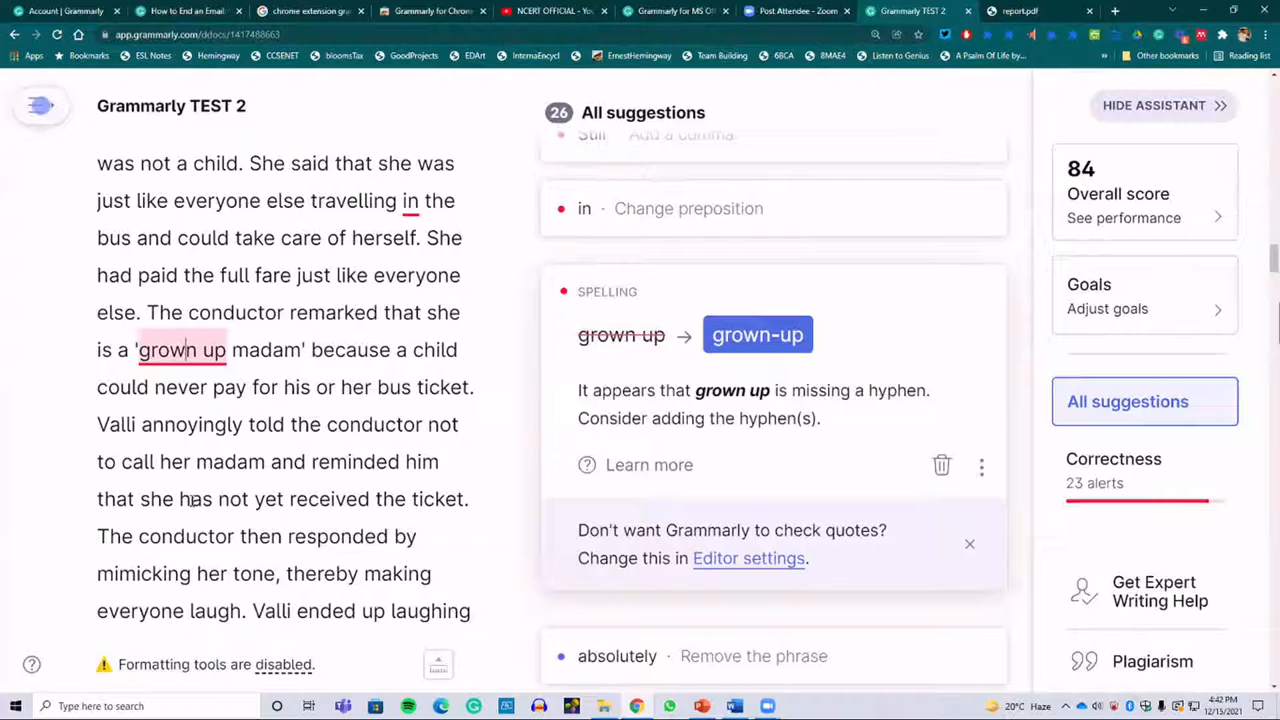 Account | Grammarly
How to End an Email:
chrome extension gra
Grammarly for Chrome
NCERT OFFICIAL - Yo
Grammarly for MS Of
Post Attendee - Zoom
Grammarly TEST 2
report.pdf
app.grammarly.com/ddocs/1417488663
Apps Bookmarks ESL Notes Hemingway CCSENET bloomsTax GoodProjects EDArt InternaEncycl ErnestHemingway Team Building 6BCA 8MAE4 Listen to Genius A Psalm Of Life by... Other bookmarks Reading list
Grammarly TEST 2
was not a child. She said that she was
just like everyone else travelling in the
bus and could take care of herself. She
had paid the full fare just like everyone
else. The conductor remarked that she
is a 'grown up madam' because a child
could never pay for his or her bus ticket.
Valli annoyingly told the conductor not
to call her madam and reminded him
that she has not yet received the ticket.
The conductor then responded by
mimicking her tone, thereby making
everyone laugh. Valli ended up laughing
Formatting tools are disabled.
26 All suggestions
Still Add a comma
in · Change preposition
SPELLING
grown up → grown-up
It appears that grown up is missing a hyphen.
Consider adding the hyphen(s).
Learn more
Don't want Grammarly to check quotes?
Change this in Editor settings.
absolutely · Remove the phrase
HIDE ASSISTANT
84
Overall score
See performance
Goals
Adjust goals
All suggestions
Correctness
23 alerts
Get Expert
Writing Help
Plagiarism
Type here to search
20°C Haze
4:42 PM
12/15/2021